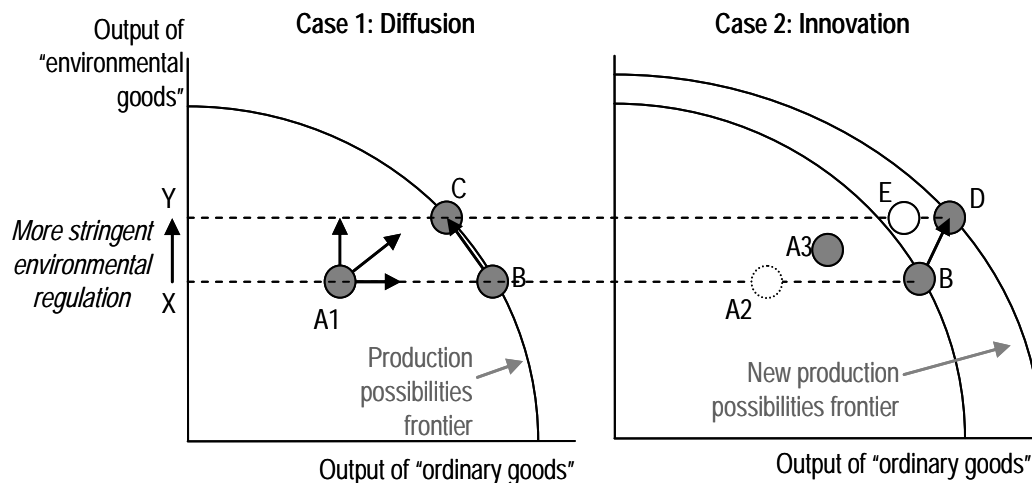 Case 1: Diffusion
Case 2: Innovation
Output of
“environmental
goods”
Y
More stringent
environmental
regulation
X
A1
C
B
Production
possibilities
frontier
Output of “ordinary goods”
E
D
A3
A2
B
New production
possibilities frontier
Output of “ordinary goods”